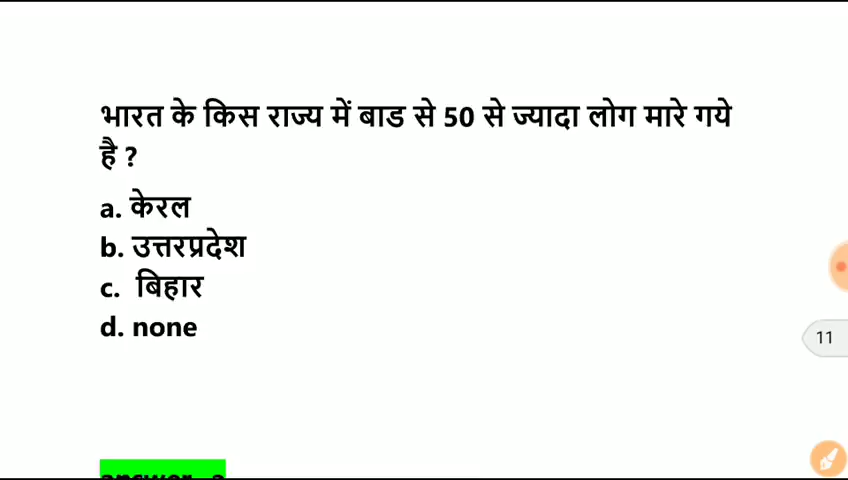 भारत के किस राज्य में बाड से 50 से ज्यादा लोग मारे गये
है ?
a. केरल
b. उत्तरप्रदेश
c. बिहार
d. none
11